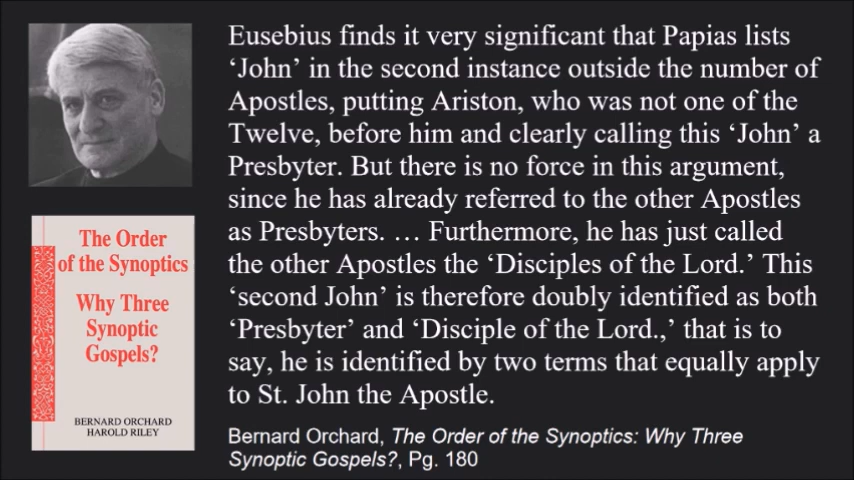 Eusebius finds it very significant that Papias lists
‘John’ in the second instance outside the number of
Apostles, putting Ariston, who was not one of the
Twelve, before him and clearly calling this ‘John’ a
Presbyter. But there is no force in this argument,
since he has already referred to the other Apostles
as Presbyters. … Furthermore, he has just called
the other Apostles the ‘Disciples of the Lord.’ This
‘second John’ is therefore doubly identified as both
‘Presbyter’ and ‘Disciple of the Lord.,’ that is to
say, he is identified by two terms that equally apply
to St. John the Apostle.
Bernard Orchard, The Order of the Synoptics: Why Three
Synoptic Gospels?, Pg. 180
The Order
of the Synoptics
Why Three
Synoptic
Gospels?
BERNARD ORCHARD
HAROLD RILEY